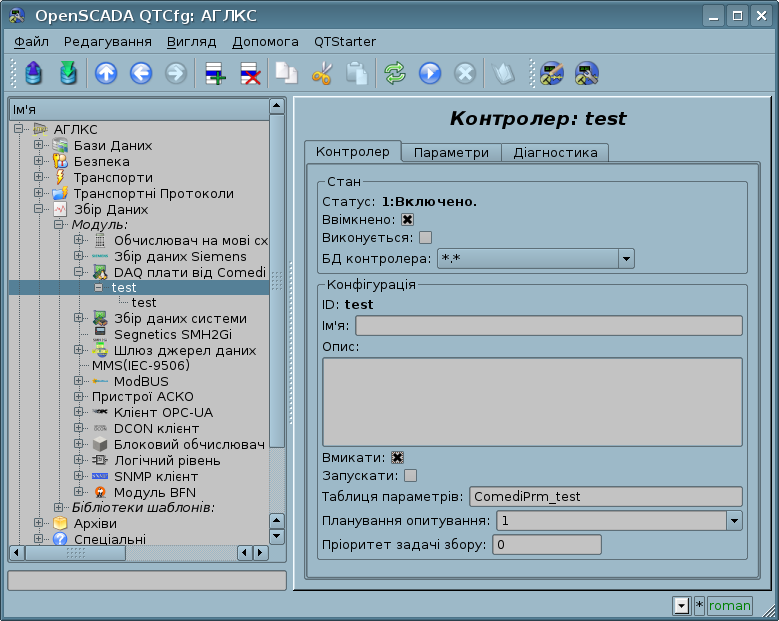 OpenSCADA QTCfg: АГЛКС
Файл Редагування Вигляд Допомога QTStarter
Ім'я
АГЛКС
Бази Даних
Безпека
Транспорти
Транспортні Протоколи
Збір Даних
Модуль:
Обчислювач на мові сх
Збір даних Siemens
DAQ плати від Comedi
test
test
Збір даних системи
Segnetics SMH2Gi
Шлюз джерел даних
MMS(IEC-9506)
ModBUS
Пристрої АСКО
Клієнт OPC-UA
DCON клієнт
Блоковий обчислювач
Логічний рівень
SNMP клієнт
Модуль BFN
Бібліотеки шаблонів:
Архіви
Спеціальні
Контролер: test
Контролер Параметри Діагностика
Стан
Статус: 1:Включено.
Ввімкнено:
Виконується:
БД контролера: *.*
Конфігурація
ID: test
Ім'я:
Опис:
Вмикати:
Запускати:
Таблиця параметрів: ComediPrm_test
Планування опитування: 1
Пріоритет задачі збору: 0
* roman